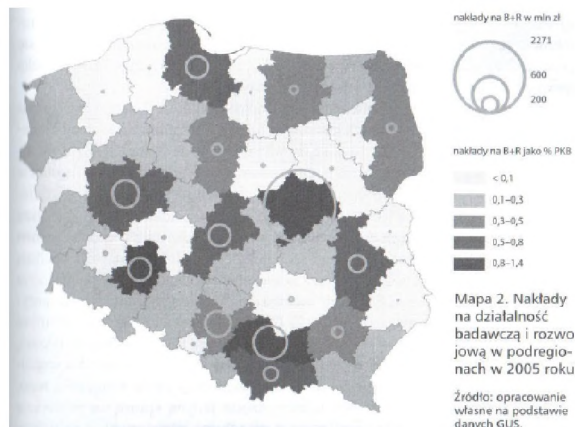 nakłady na B+R w mln zł
2271
600
200
nakłady na B+R jako % PKB
< 0,1
0,1–0,3
0,3–0,5
0,5–0,8
0,8–1,4
Mapa 2. Nakłady
na działalność
badawczą i rozwo
jową w podregio-
nach w 2005 roku
Źródło: opracowanie
własne na podstawie
danych GUS.